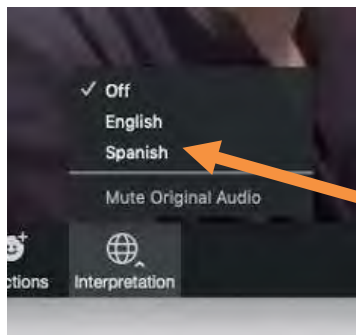 ✓ Off
English
Spanish
Mute Original Audio
ctions
Interpretation